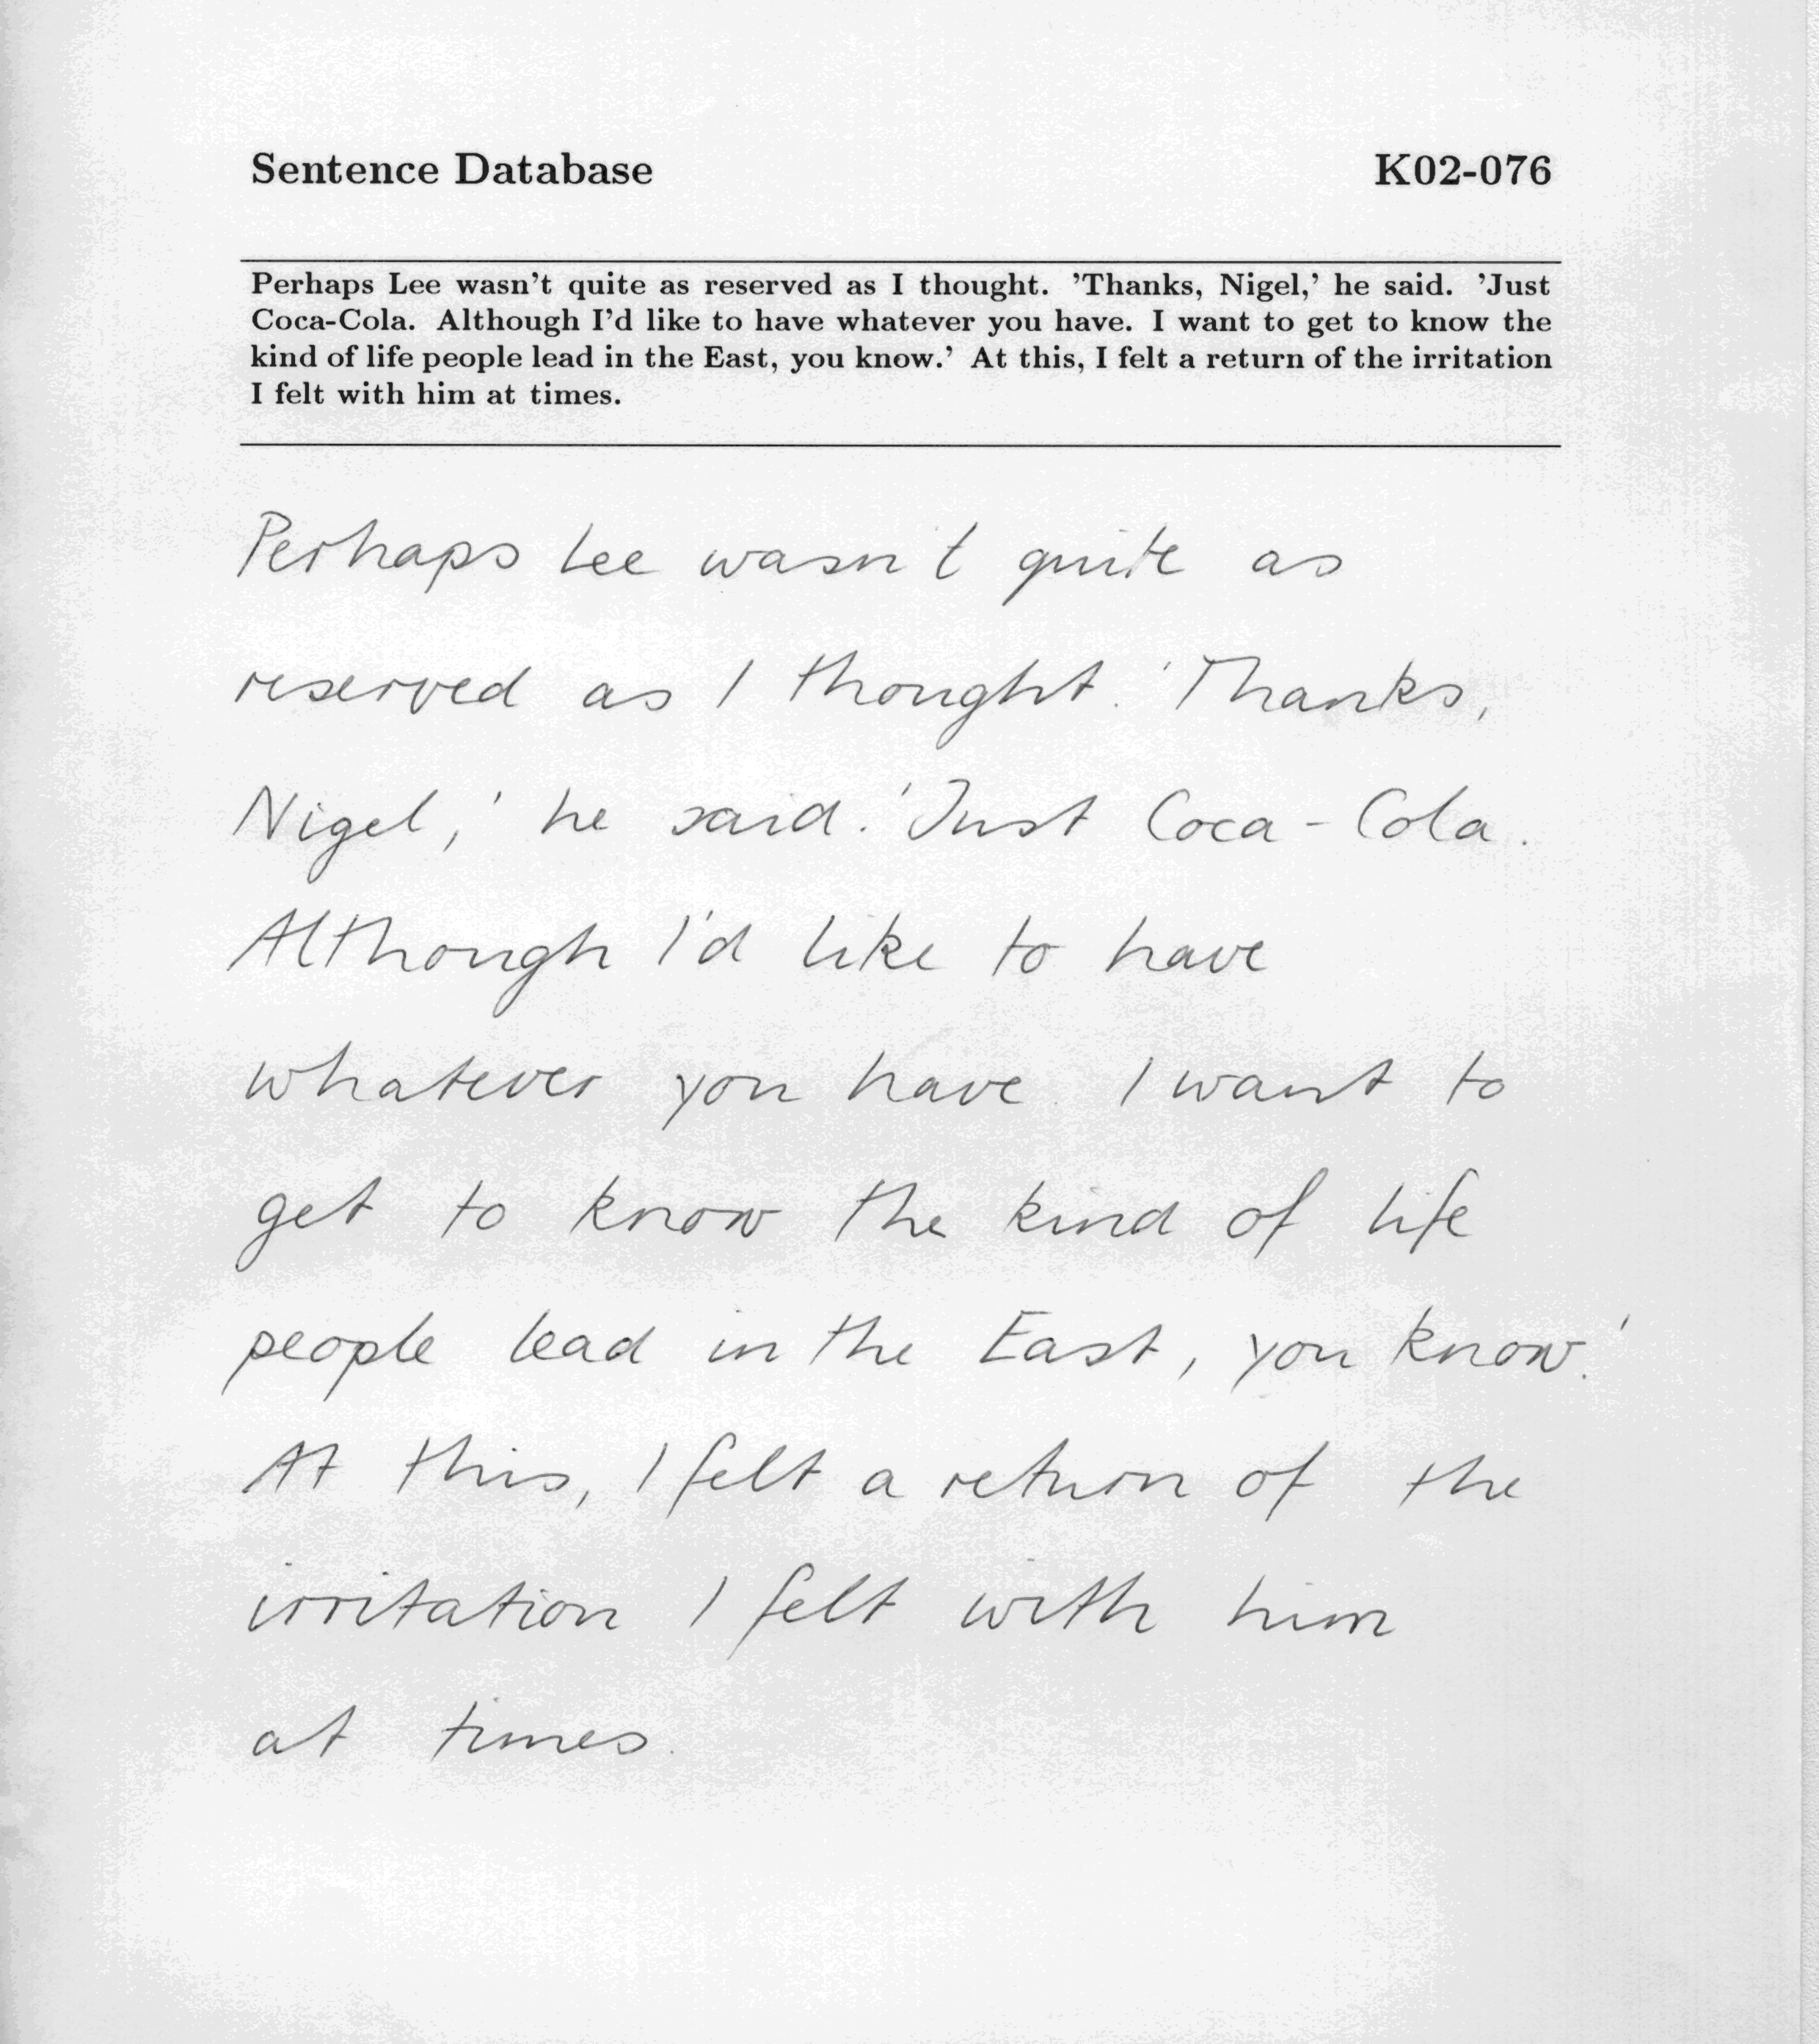 Sentence Database K02-076
Perhaps Lee wasn't quite as reserved as I thought. 'Thanks, Nigel,' he said. 'Just
Coca-Cola. Although I'd like to have whatever you have. I want to get to know the
kind of life people lead in the East, you know.' At this, I felt a return of the irritation
I felt with him at times.
Perhaps Lee wasn't quite as
reserved as I thought. 'Thanks,
Nigel,' he said. 'Just Coca-Cola.
Although I'd like to have
whatever you have. I want to
get to know the kind of life
people lead in the East, you know.'
At this, I felt a return of the
irritation I felt with him
at times.